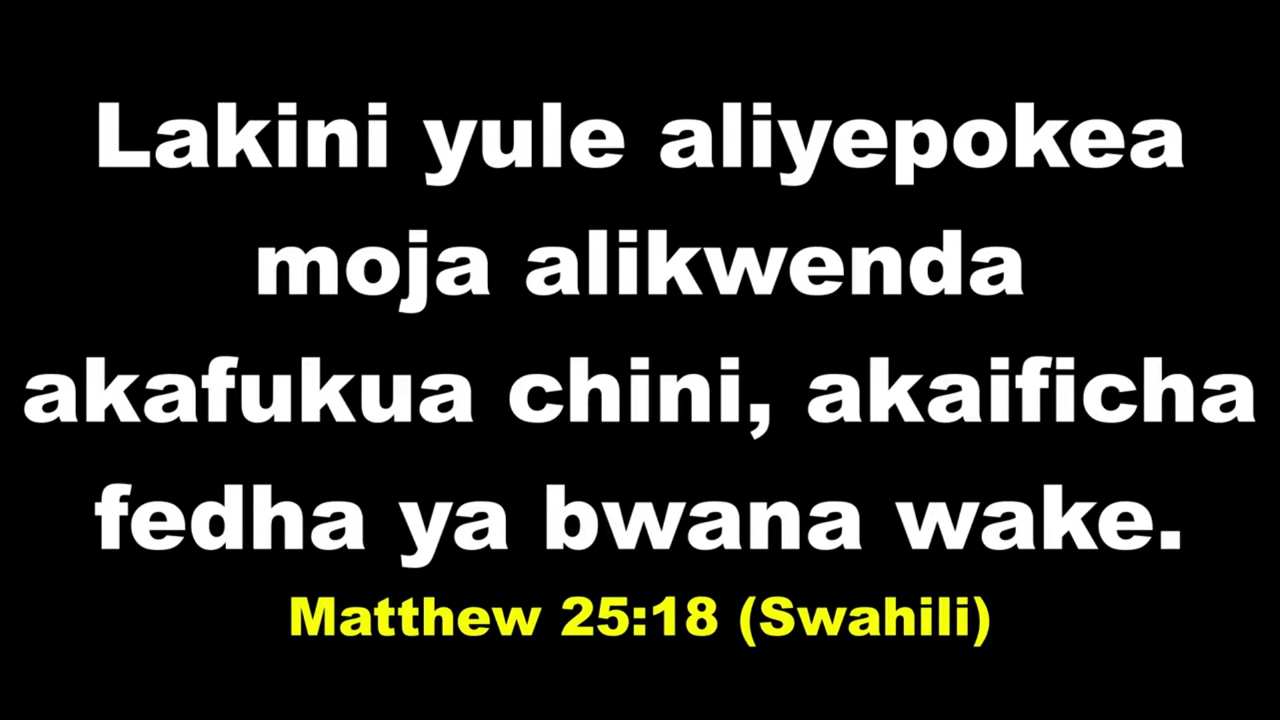 Lakini yule aliyepokea
moja alikwenda
akafukua chini, akaificha
fedha ya bwana wake.
Matthew 25:18 (Swahili)